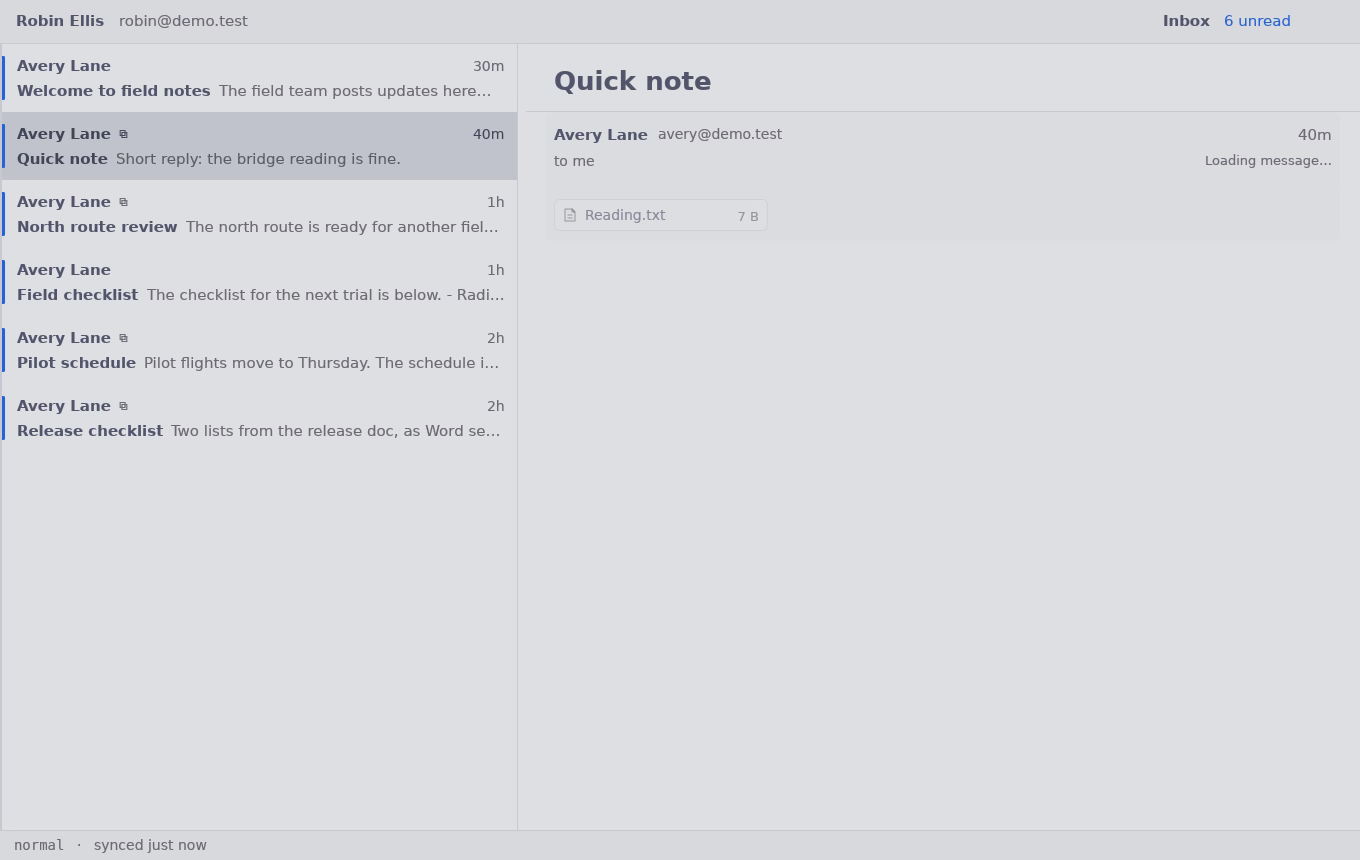 Robin Ellis robin@demo.test
Inbox 6 unread
Avery Lane 30m
Welcome to field notes The field team posts updates here...
Avery Lane 40m
Quick note Short reply: the bridge reading is fine.
Avery Lane 1h
North route review The north route is ready for another fiel...
Avery Lane 1h
Field checklist The checklist for the next trial is below. - Radi...
Avery Lane 2h
Pilot schedule Pilot flights move to Thursday. The schedule i...
Avery Lane 2h
Release checklist Two lists from the release doc, as Word se...
Quick note
Avery Lane avery@demo.test 40m
to me Loading message...
Reading.txt 7 B
normal · synced just now